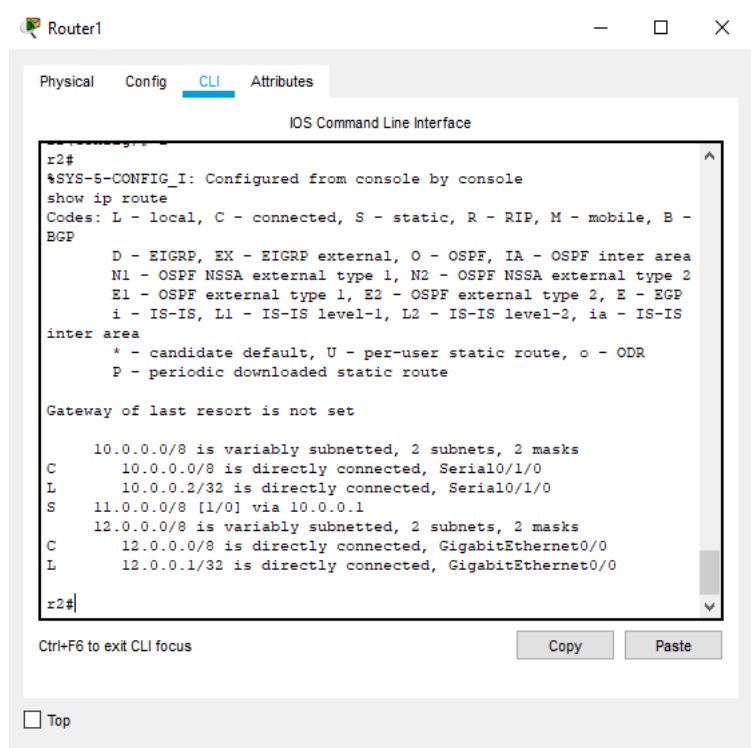 Router1
Physical Config CLI Attributes
IOS Command Line Interface
r2#
%SYS-5-CONFIG_I: Configured from console by console
show ip route
Codes: L - local, C - connected, S - static, R - RIP, M - mobile, B -
BGP
D - EIGRP, EX - EIGRP external, O - OSPF, IA - OSPF inter area
N1 - OSPF NSSA external type 1, N2 - OSPF NSSA external type 2
E1 - OSPF external type 1, E2 - OSPF external type 2, E - EGP
i - IS-IS, L1 - IS-IS level-1, L2 - IS-IS level-2, ia - IS-IS
inter area
* - candidate default, U - per-user static route, o - ODR
P - periodic downloaded static route
Gateway of last resort is not set
10.0.0.0/8 is variably subnetted, 2 subnets, 2 masks
C 10.0.0.0/8 is directly connected, Serial0/1/0
L 10.0.0.2/32 is directly connected, Serial0/1/0
S 11.0.0.0/8 [1/0] via 10.0.0.1
12.0.0.0/8 is variably subnetted, 2 subnets, 2 masks
C 12.0.0.0/8 is directly connected, GigabitEthernet0/0
L 12.0.0.1/32 is directly connected, GigabitEthernet0/0
r2#
Ctrl+F6 to exit CLI focus
Copy Paste
Top